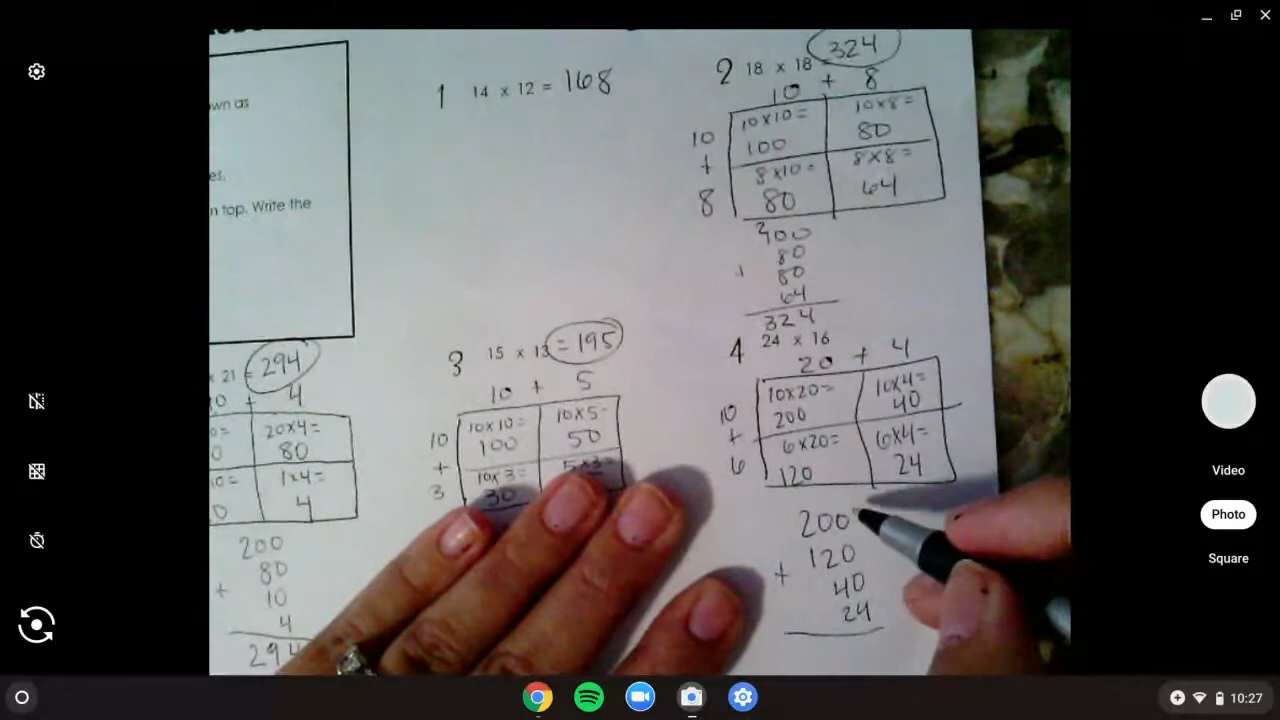 wn as
es.
n top. Write the
1 14 x 12 = 168
2 18 x 18 = 324
10 + 8
10
+
8
10x10=
100
10x8=
80
8x10=
80
8x8=
64
100
80
+ 80
64
324
x 21 = 294
+ 4
20x4=
80
1x4=
4
200
80
+ 10
4
294
3 15 x 13 = 195
10 + 5
10
+
3
10x10=
100
10x5=
50
10x3=
30
5x3=
4 24 x 16
20 + 4
10
+
6
10x20=
200
10x4=
40
6x20=
120
6x4=
24
200
120
+ 40
24
Video
Photo
Square
10:27